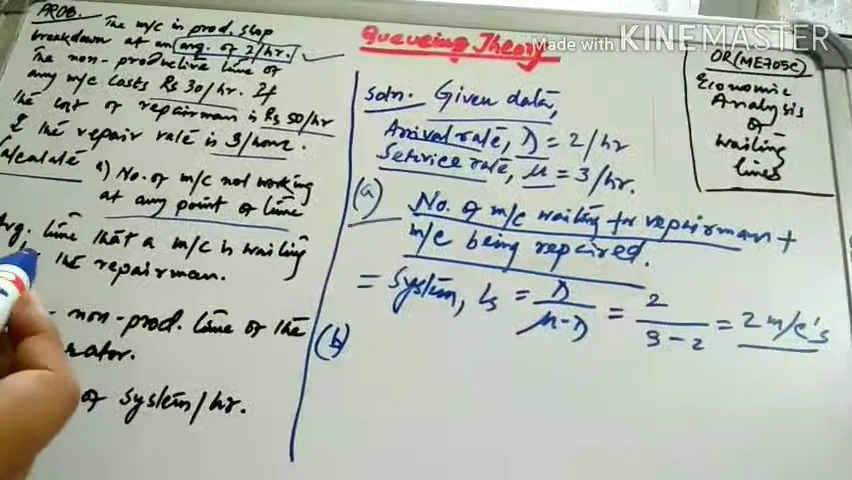 PROB. The m/c in prod. shop
breakdown at an avg. of 2/hr.
The non-productive time of
any m/c costs Rs 30/hr. If
the cost of repairman is Rs 50/hr
& the repair rate is 3/hour.
Calculate
a) No. of m/c not working
at any point of time
Avg. time that a m/c is waiting
the repairman.
non-prod. time of the
of system/hr.
Queueing Theory
Made with KINEMASTER
OR (ME705C)
Economic
Analysis
of
waiting
lines
Soln. Given data,
Arrival rate, λ = 2/hr
Service rate, μ = 3/hr.
(a) No. of m/c waiting for repairman +
m/c being repaired.
= System, Ls = λ/(μ-λ) = 2/(3-2) = 2 m/c's
(b)